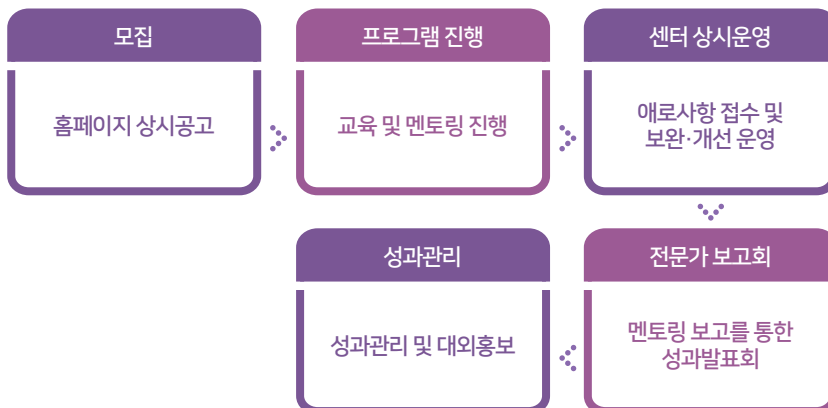 모집
홈페이지 상시공고
프로그램 진행
교육 및 멘토링 진행
센터 상시운영
애로사항 접수 및
보완·개선 운영
전문가 보고회
멘토링 보고를 통한
성과발표회
성과관리
성과관리 및 대외홍보